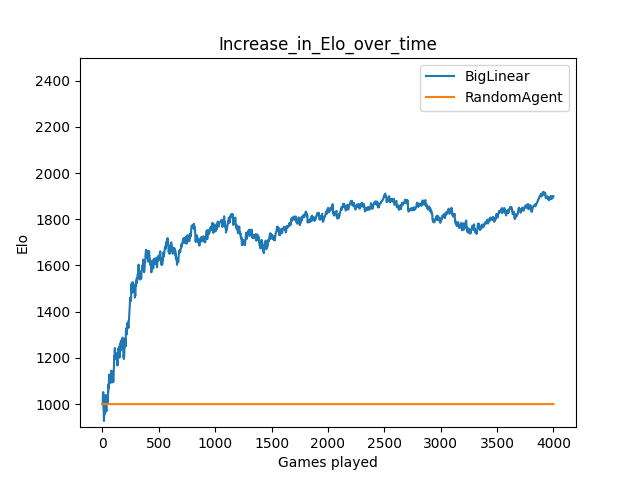 Increase_in_Elo_over_time
BigLinear
RandomAgent
2400
2200
2000
1800
1600
1400
1200
1000
Elo
0 500 1000 1500 2000 2500 3000 3500 4000
Games played